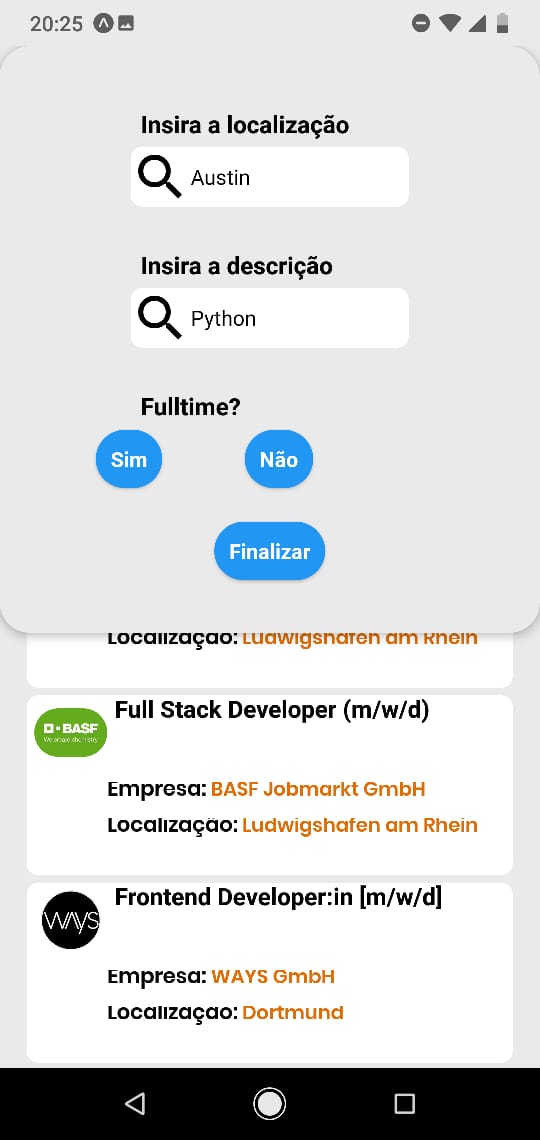 20:25
Insira a localização
Austin
Insira a descrição
Python
Fulltime?
Sim Não
Finalizar
Localização: Ludwigshafen am Rhein
Full Stack Developer (m/w/d)
BASF
We create chemistry
Empresa: BASF Jobmarkt GmbH
Localização: Ludwigshafen am Rhein
Frontend Developer:in [m/w/d]
WAYS
Empresa: WAYS GmbH
Localização: Dortmund